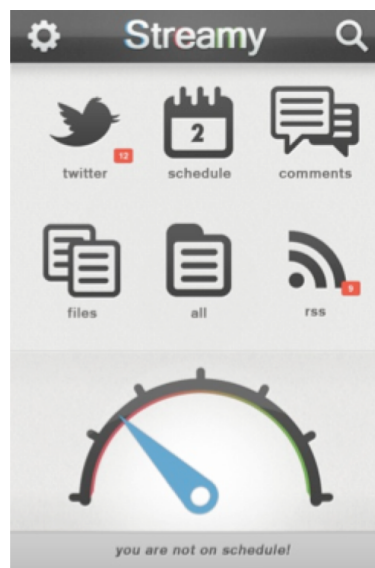 Streamy
2
twitter
12
schedule
comments
files
all
rss
9
you are not on schedule!